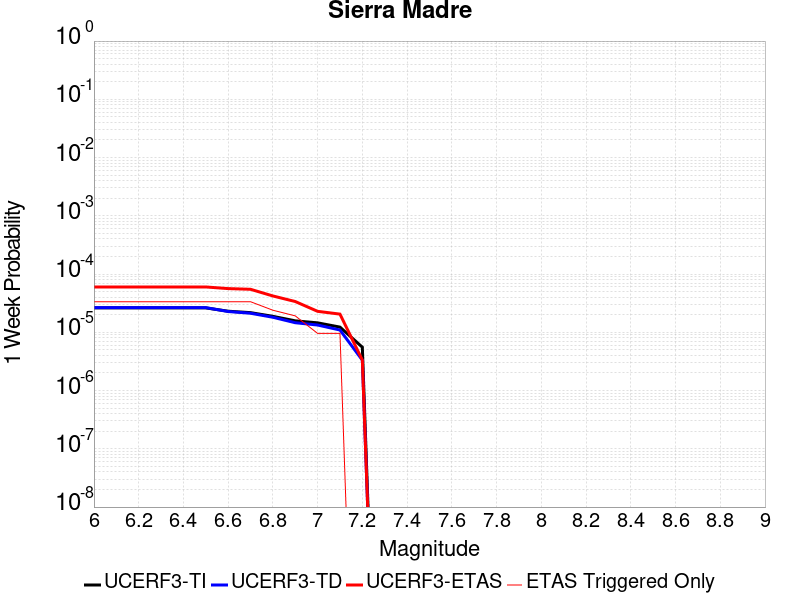 Sierra Madre
10^0
10^-1
10^-2
10^-3
10^-4
10^-5
10^-6
10^-7
10^-8
1 Week Probability
6 6.2 6.4 6.6 6.8 7 7.2 7.4 7.6 7.8 8 8.2 8.4 8.6 8.8 9
Magnitude
UCERF3-TI UCERF3-TD UCERF3-ETAS ETAS Triggered Only